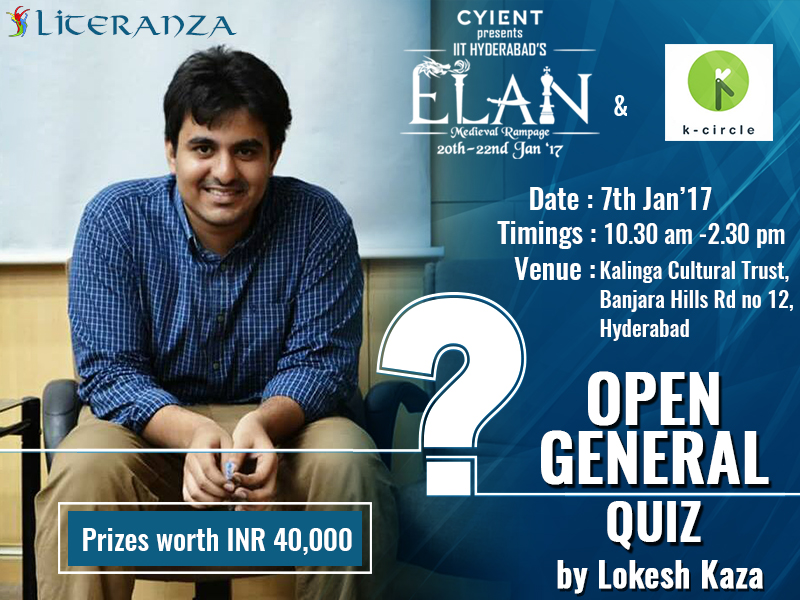 LITERANZA
CYIENT
presents
IIT HYDERABAD'S
ELAN
Medieval Rampage
20th-22nd Jan '17
&
k-circle
Date : 7th Jan'17
Timings : 10.30 am -2.30 pm
Venue : Kalinga Cultural Trust,
Banjara Hills Rd no 12,
Hyderabad
?
OPEN
GENERAL
QUIZ
by Lokesh Kaza
Prizes worth INR 40,000